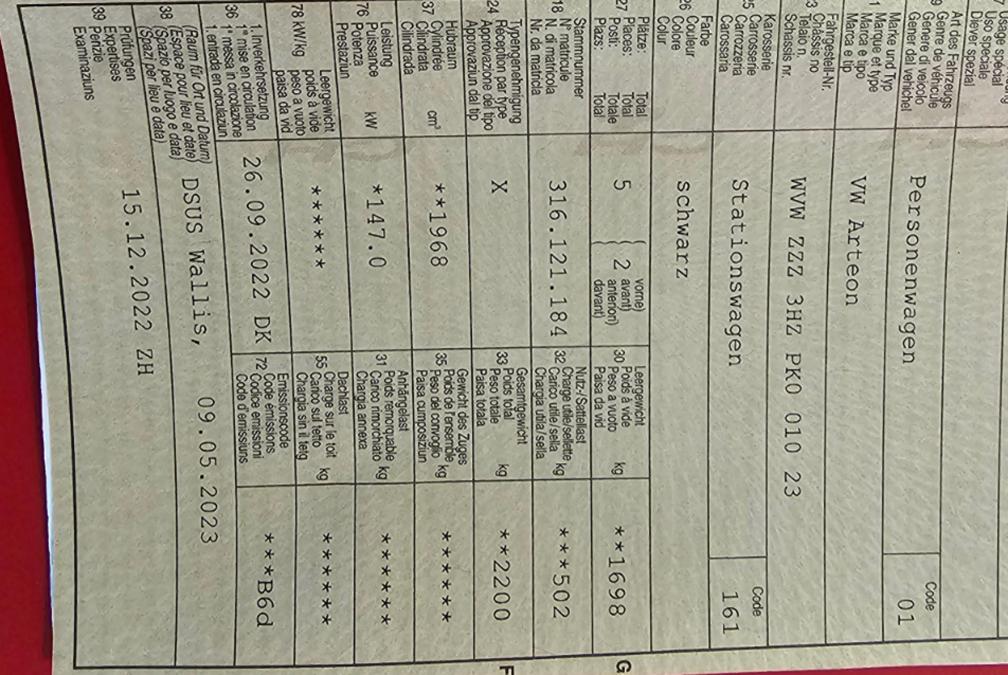 Usage spécial
Uso speciale
Diever spezial
Art des Fahrzeugs
Genre de véhicule
Genere di veicolo
Gener dal vehichel
Personenwagen
Code
01
Marke und Typ
Marque et type
Marca e tipo
Marca e tip
VW Arteon
Fahrgestell-Nr.
Châssis no
Telaio n.
Schassis nr.
WVW ZZZ 3HZ PK0 010 23
Karosserie
Carrosserie
Carrozzeria
Carrossaria
Stationswagen
Code
161
Farbe
26 Couleur
Colore
Colur
schwarz
Plätze: Total
27 Places: Total
Posti: Totale
Plazs: Total
5
2
vorne)
avant)
anteriori)
davant)
Leergewicht
30 Poids à vide
Peso a vuoto kg
Paisa da vid
**1698
G
Stammnummer
18 N° matricule
N. di matricola
Nr. da matricla
316.121.184
Nutz-/Sattellast
32 Charge utile/sellette kg
Carico utile/sella
Chargia utila/sella
***502
Typengenehmigung
24 Réception par type
Approvazione del tipo
Approvaziun dal tip
X
Gesamtgewicht
33 Poids total
Peso totale kg
Paisa totala
**2200
F
Hubraum
37 Cylindrée
Cilindrata cm³
Cilindrada
**1968
Gewicht des Zuges
35 Poids de l'ensemble
Peso del convoglio kg
Paisa cumposiziun
******
Leistung
76 Puissance
Potenza kW
Prestaziun
*147.0
Anhängelast
31 Poids remorquable
Carico rimorchiato kg
Chargia annexa
******
Leergewicht
78 kW/kg poids à vide
peso a vuoto
paisa da vid
******
Dachlast
55 Charge sur le toit
Carico sul tetto kg
Chargia sin il tetg
******
1. Inverkehrsetzung
36 1re mise en circulation
1a messa in circolazione
1. entrada en circulaziun
26.09.2022 DK
Emissionscode
72 Code émissions
Codice emissioni
Code d'emissiuns
***B6d
(Raum für Ort und Datum)
38 (Espace pour lieu et date)
(Spazio per luogo e data)
(Spazi per lieu e data)
DSUS Wallis, 09.05.2023
Prüfungen
39 Expertises
Perizie
Examinaziuns
15.12.2022 ZH